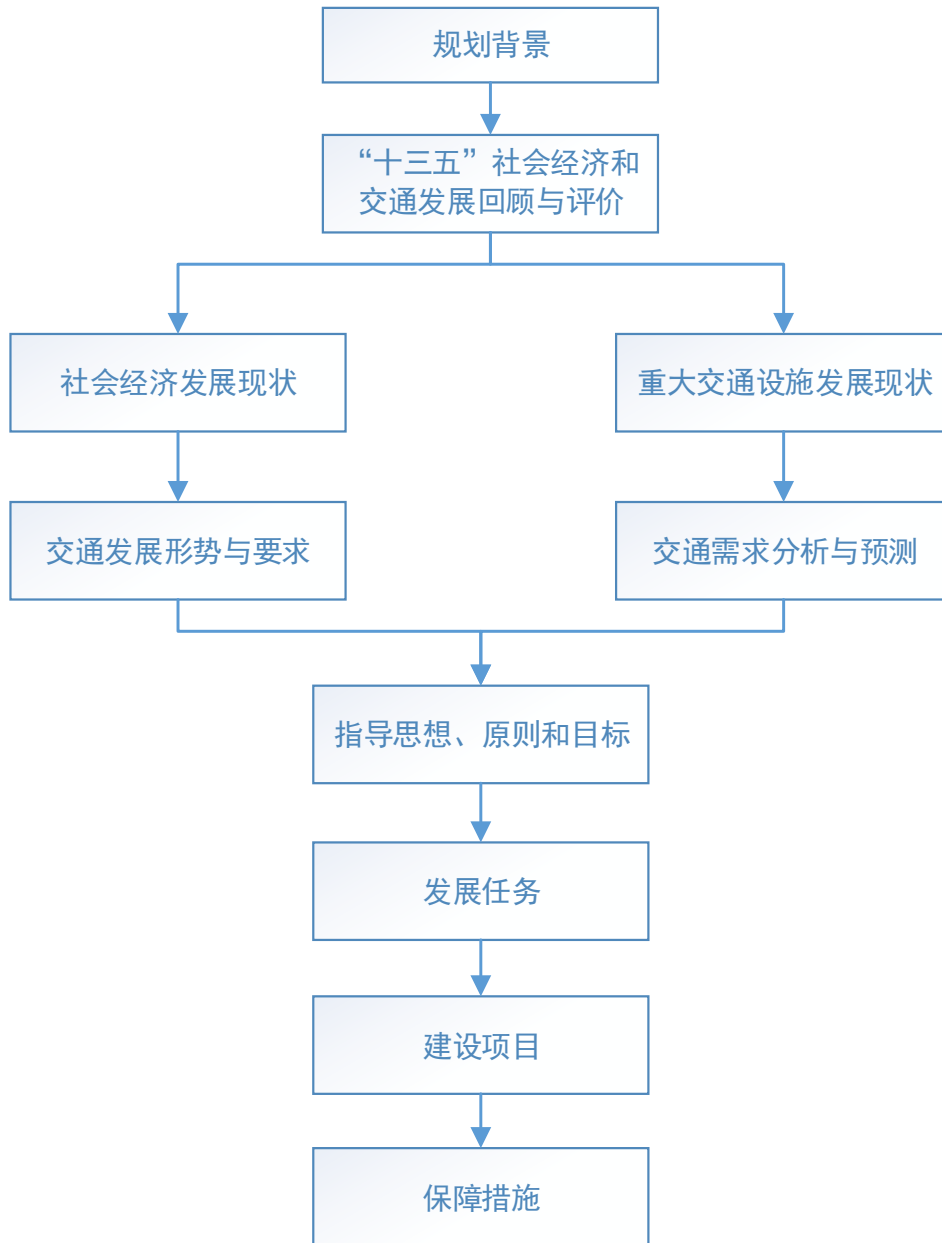 规划背景
“十三五”社会经济和
交通发展回顾与评价
社会经济发展现状
重大交通设施发展现状
交通发展形势与要求
交通需求分析与预测
指导思想、原则和目标
发展任务
建设项目
保障措施